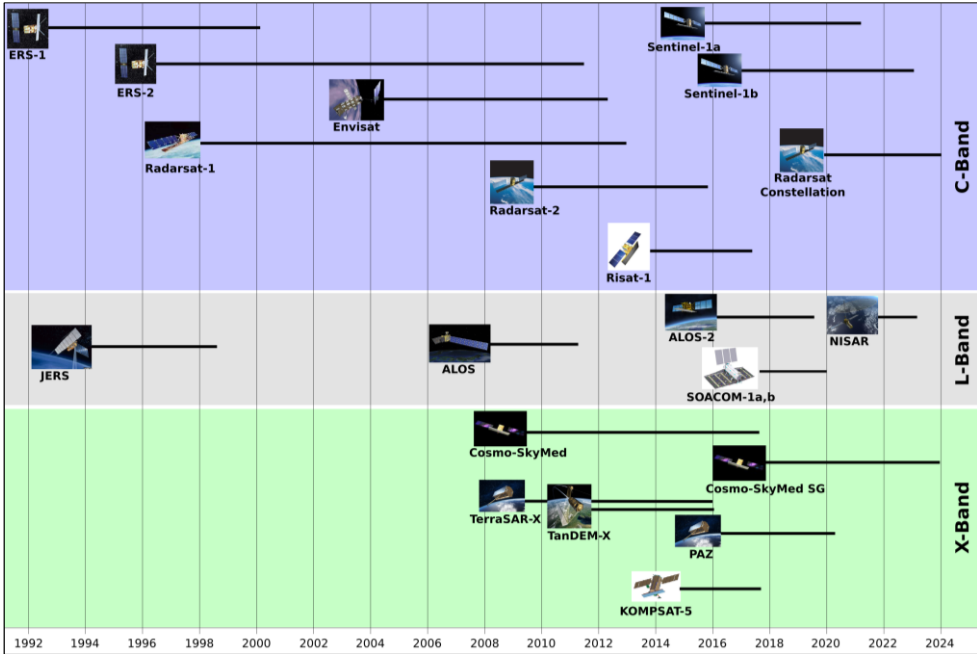 ERS-1
ERS-2
Envisat
Radarsat-1
Radarsat-2
Risat-1
Sentinel-1a
Sentinel-1b
Radarsat
Constellation
C-Band
JERS
ALOS
ALOS-2
NISAR
SOACOM-1a,b
L-Band
Cosmo-SkyMed
Cosmo-SkyMed SG
TerraSAR-X
TanDEM-X
PAZ
KOMPSAT-5
X-Band
1992 1994 1996 1998 2000 2002 2004 2006 2008 2010 2012 2014 2016 2018 2020 2022 2024